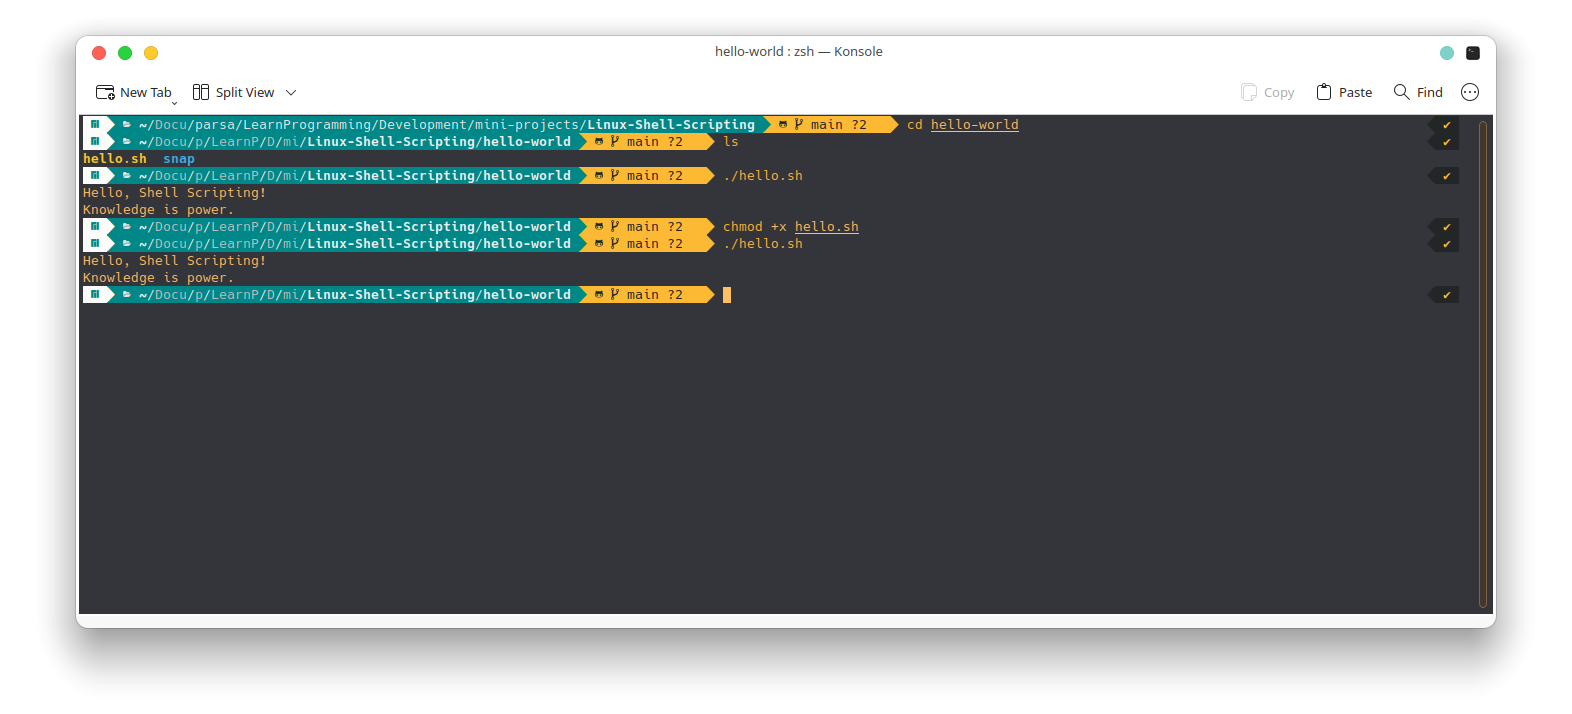 hello-world : zsh — Konsole
New Tab Split View Copy Paste Find
~/Docu/parsa/LearnProgramming/Development/mini-projects/Linux-Shell-Scripting main ?2 cd hello-world ✔
~/Docu/p/LearnP/D/mi/Linux-Shell-Scripting/hello-world main ?2 ls ✔
hello.sh snap
~/Docu/p/LearnP/D/mi/Linux-Shell-Scripting/hello-world main ?2 ./hello.sh ✔
Hello, Shell Scripting!
Knowledge is power.
~/Docu/p/LearnP/D/mi/Linux-Shell-Scripting/hello-world main ?2 chmod +x hello.sh ✔
~/Docu/p/LearnP/D/mi/Linux-Shell-Scripting/hello-world main ?2 ./hello.sh ✔
Hello, Shell Scripting!
Knowledge is power.
~/Docu/p/LearnP/D/mi/Linux-Shell-Scripting/hello-world main ?2 ✔